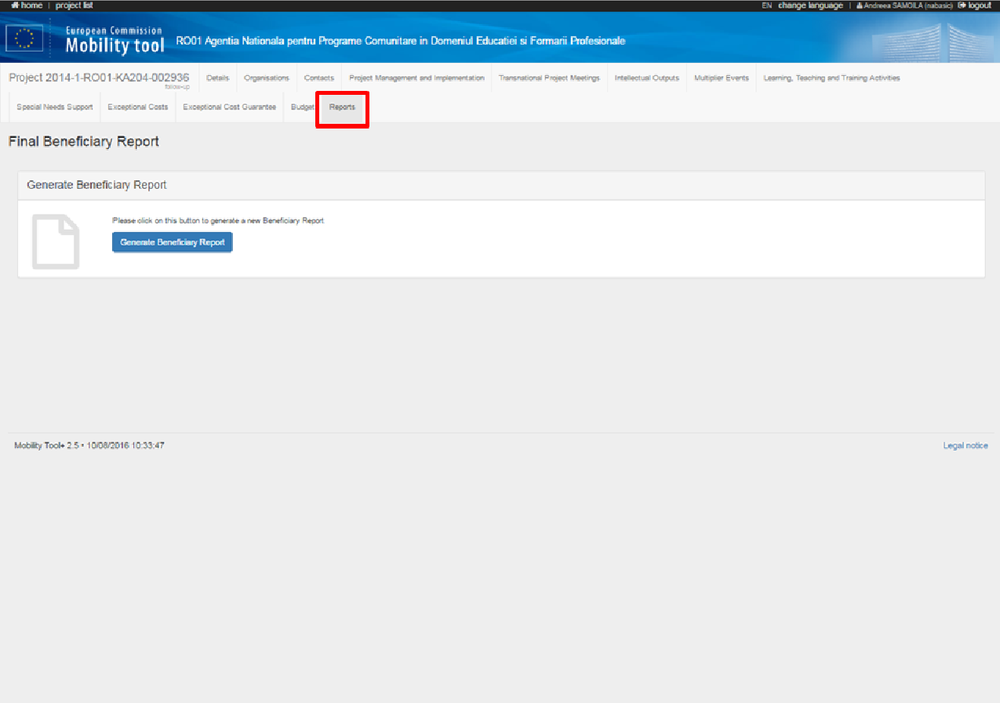 home | project list EN change language | Andreea SAMOILA (nabasic) logout
European Commission
Mobility tool RO01 Agentia Nationala pentru Programe Comunitare in Domeniul Educatiei si Formarii Profesionale
Project 2014-1-RO01-KA204-002936 Details Organisations Contacts Project Management and Implementation Transnational Project Meetings Intellectual Outputs Multiplier Events Learning, Teaching and Training Activities
follow-up
Special Needs Support Exceptional Costs Exceptional Cost Guarantee Budget Reports
Final Beneficiary Report
Generate Beneficiary Report
Please click on this button to generate a new Beneficiary Report
Generate Beneficiary Report
Mobility Tool+ 2.5 • 10/08/2016 10:33:47 Legal notice